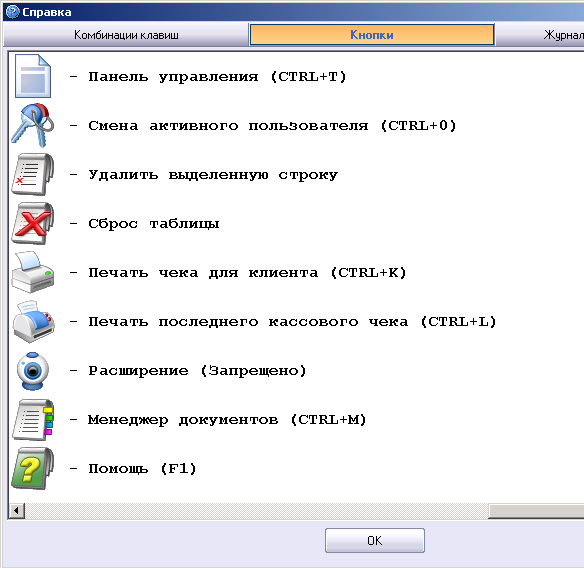 Справка
Комбинации клавиш
Кнопки
Журнал
- Панель управления (CTRL+T)
- Смена активного пользователя (CTRL+0)
- Удалить выделенную строку
- Сброс таблицы
- Печать чека для клиента (CTRL+K)
- Печать последнего кассового чека (CTRL+L)
- Расширение (Запрещено)
- Менеджер документов (CTRL+M)
- Помощь (F1)
OK